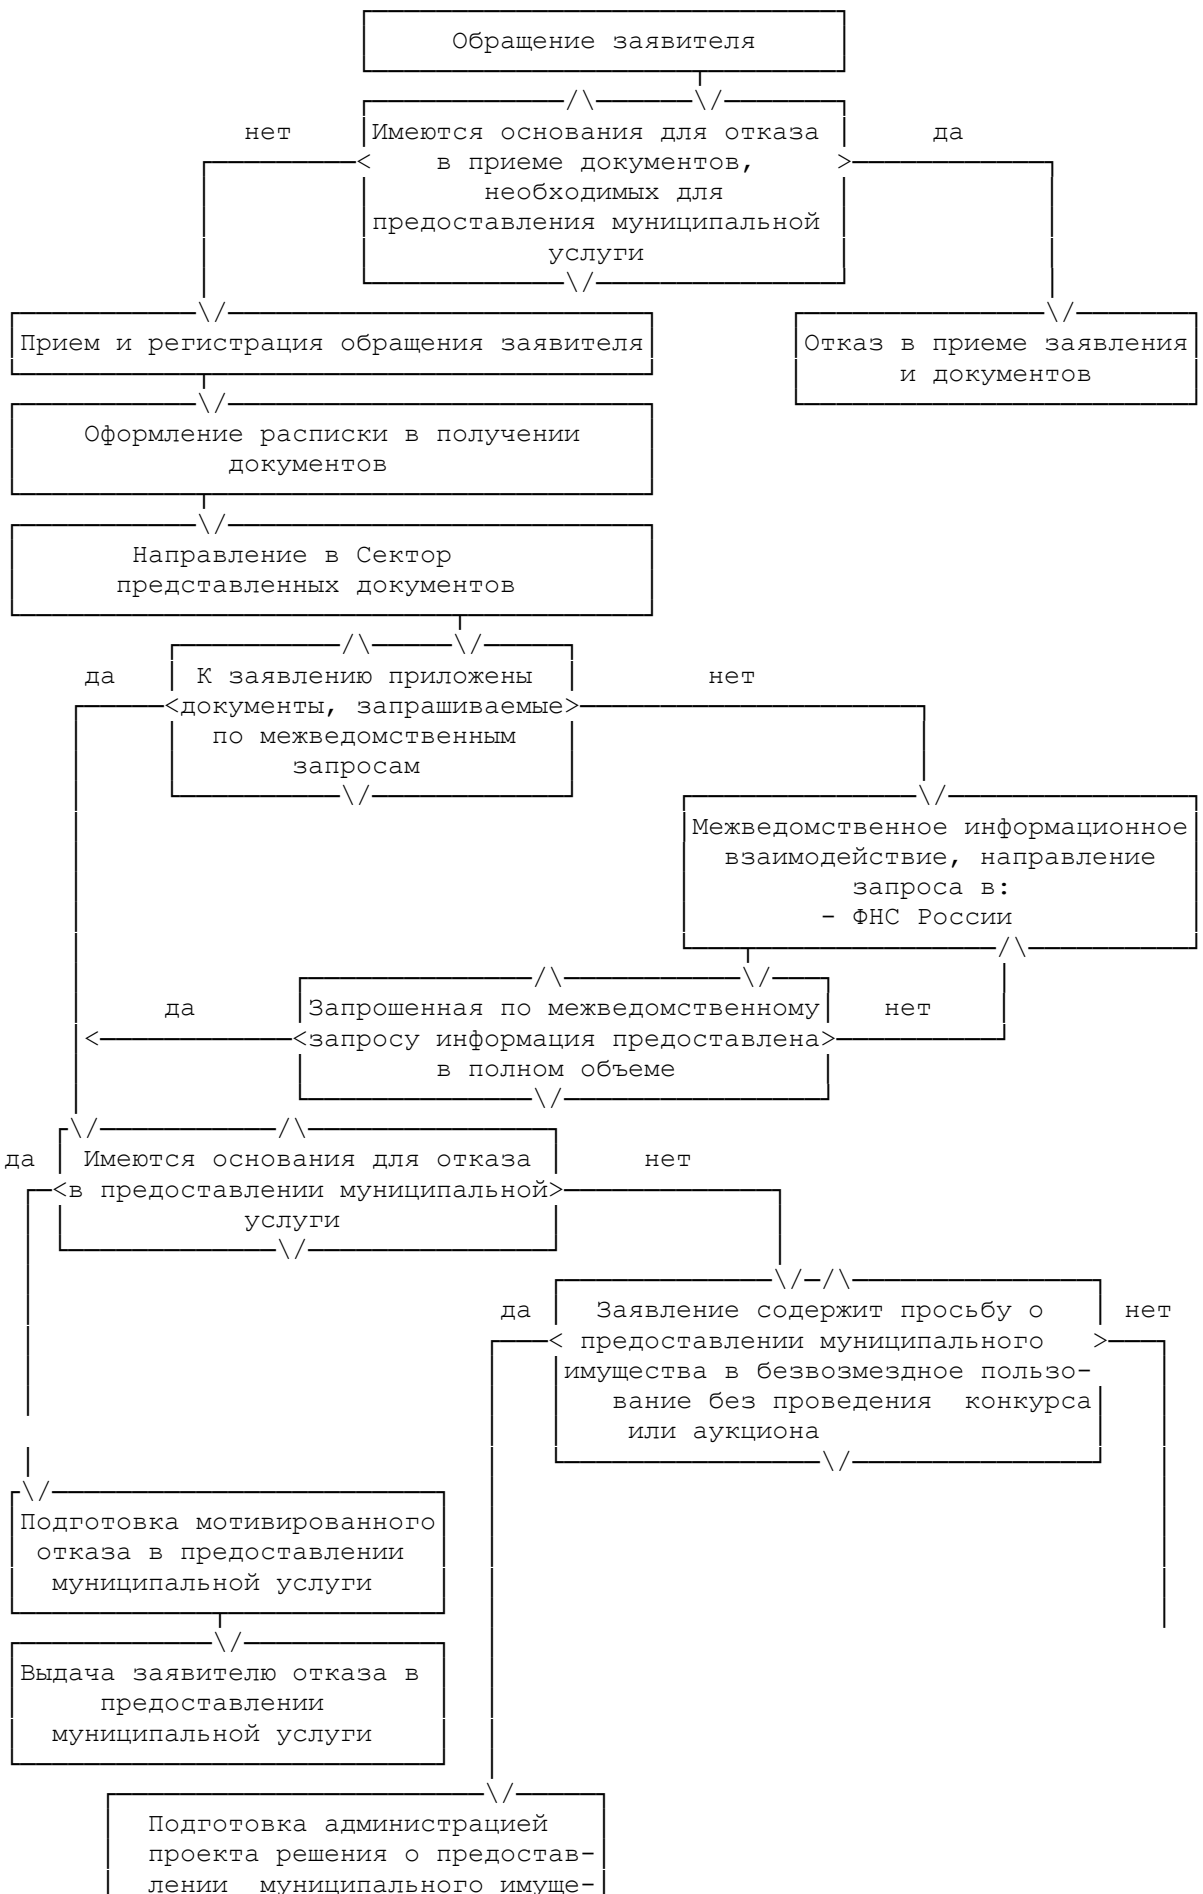 Обращение заявителя
нет
Имеются основания для отказа
в приеме документов,
необходимых для
предоставления муниципальной
услуги
да
Прием и регистрация обращения заявителя
Отказ в приеме заявления
и документов
Оформление расписки в получении
документов
Направление в Сектор
представленных документов
да
К заявлению приложены
документы, запрашиваемые
по межведомственным
запросам
нет
Межведомственное информационное
взаимодействие, направление
запроса в:
- ФНС России
да
Запрошенная по межведомственному
запросу информация предоставлена
в полном объеме
нет
да
Имеются основания для отказа
в предоставлении муниципальной
услуги
нет
да
Заявление содержит просьбу о
предоставлении муниципального
имущества в безвозмездное пользо-
вание без проведения конкурса
или аукциона
нет
Подготовка мотивированного
отказа в предоставлении
муниципальной услуги
Выдача заявителю отказа в
предоставлении
муниципальной услуги
Подготовка администрацией
проекта решения о предостав-
лении муниципального имуще-